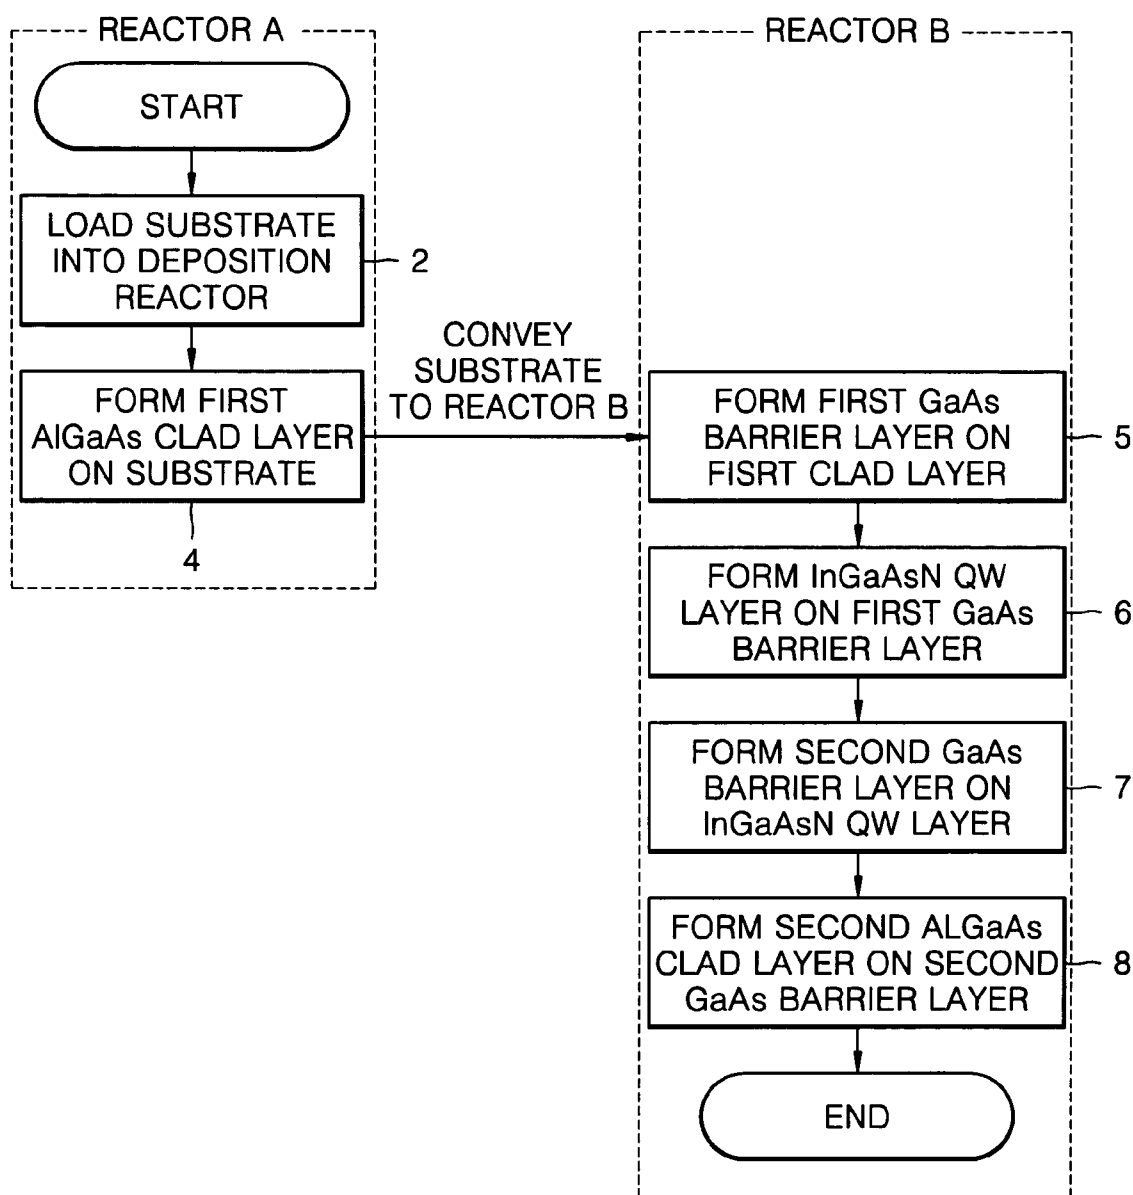 REACTOR A
START
LOAD SUBSTRATE
INTO DEPOSITION
REACTOR
2
FORM FIRST
AlGaAs CLAD LAYER
ON SUBSTRATE
4
CONVEY
SUBSTRATE
TO REACTOR B
REACTOR B
FORM FIRST GaAs
BARRIER LAYER ON
FISRT CLAD LAYER
5
FORM InGaAsN QW
LAYER ON FIRST GaAs
BARRIER LAYER
6
FORM SECOND GaAs
BARRIER LAYER ON
InGaAsN QW LAYER
7
FORM SECOND ALGaAs
CLAD LAYER ON SECOND
GaAs BARRIER LAYER
8
END